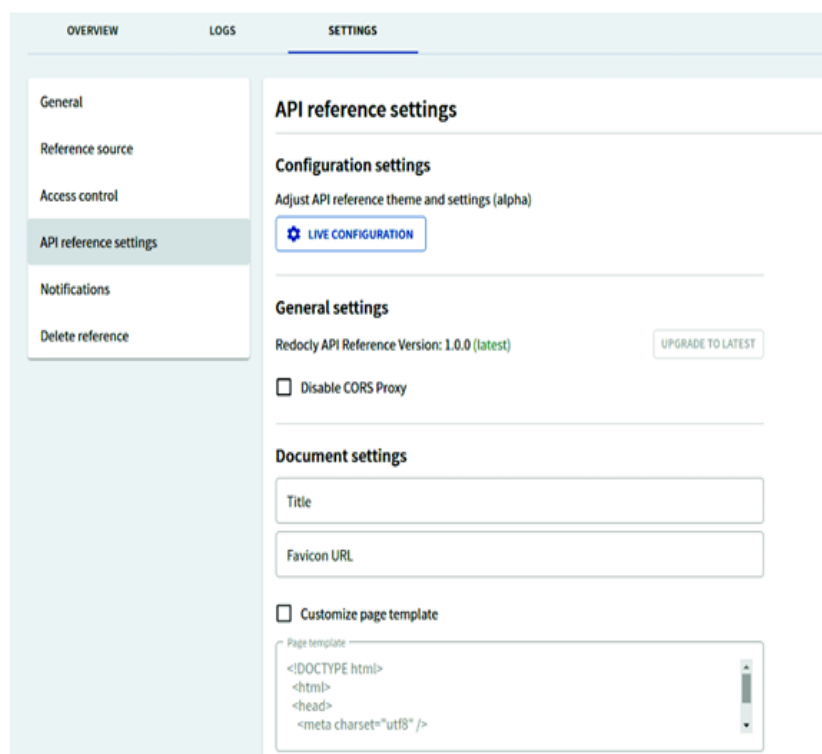 OVERVIEW LOGS SETTINGS
General
Reference source
Access control
API reference settings
Notifications
Delete reference
API reference settings
Configuration settings
Adjust API reference theme and settings (alpha)
LIVE CONFIGURATION
General settings
Redocly API Reference Version: 1.0.0 (latest) UPGRADE TO LATEST
Disable CORS Proxy
Document settings
Title
Favicon URL
Customize page template
Page template
<!DOCTYPE html>
<html>
<head>
<meta charset="utf8" />